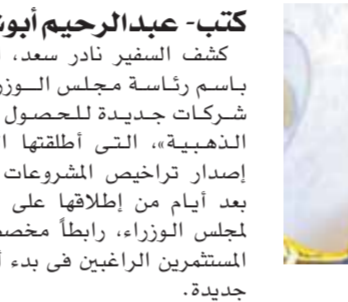 كتب- عبدالرحيم
كشف السفير نادر سعد،
باسم رئاسة مجلس
شركات جديدة للحصول
الذهبية»، التى أطلقتها
إصدار تراخيص المشروعات
بعد أيام من إطلاقها على
لمجلس الوزراء، رابطاً
المستثمرين الراغبين فى بدء
جديدة.